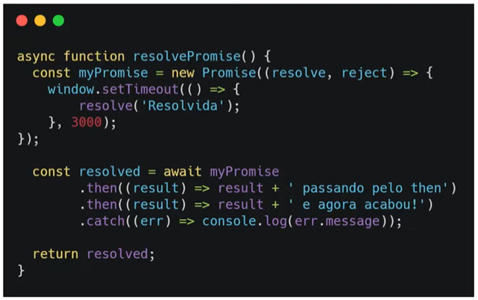 async function resolvePromise() {
  const myPromise = new Promise((resolve, reject) => {
    window.setTimeout(() => {
        resolve('Resolvida');
    }, 3000);
});

  const resolved = await myPromise
        .then((result) => result + ' passando pelo then')
        .then((result) => result + ' e agora acabou!')
        .catch((err) => console.log(err.message));

  return resolved;
}